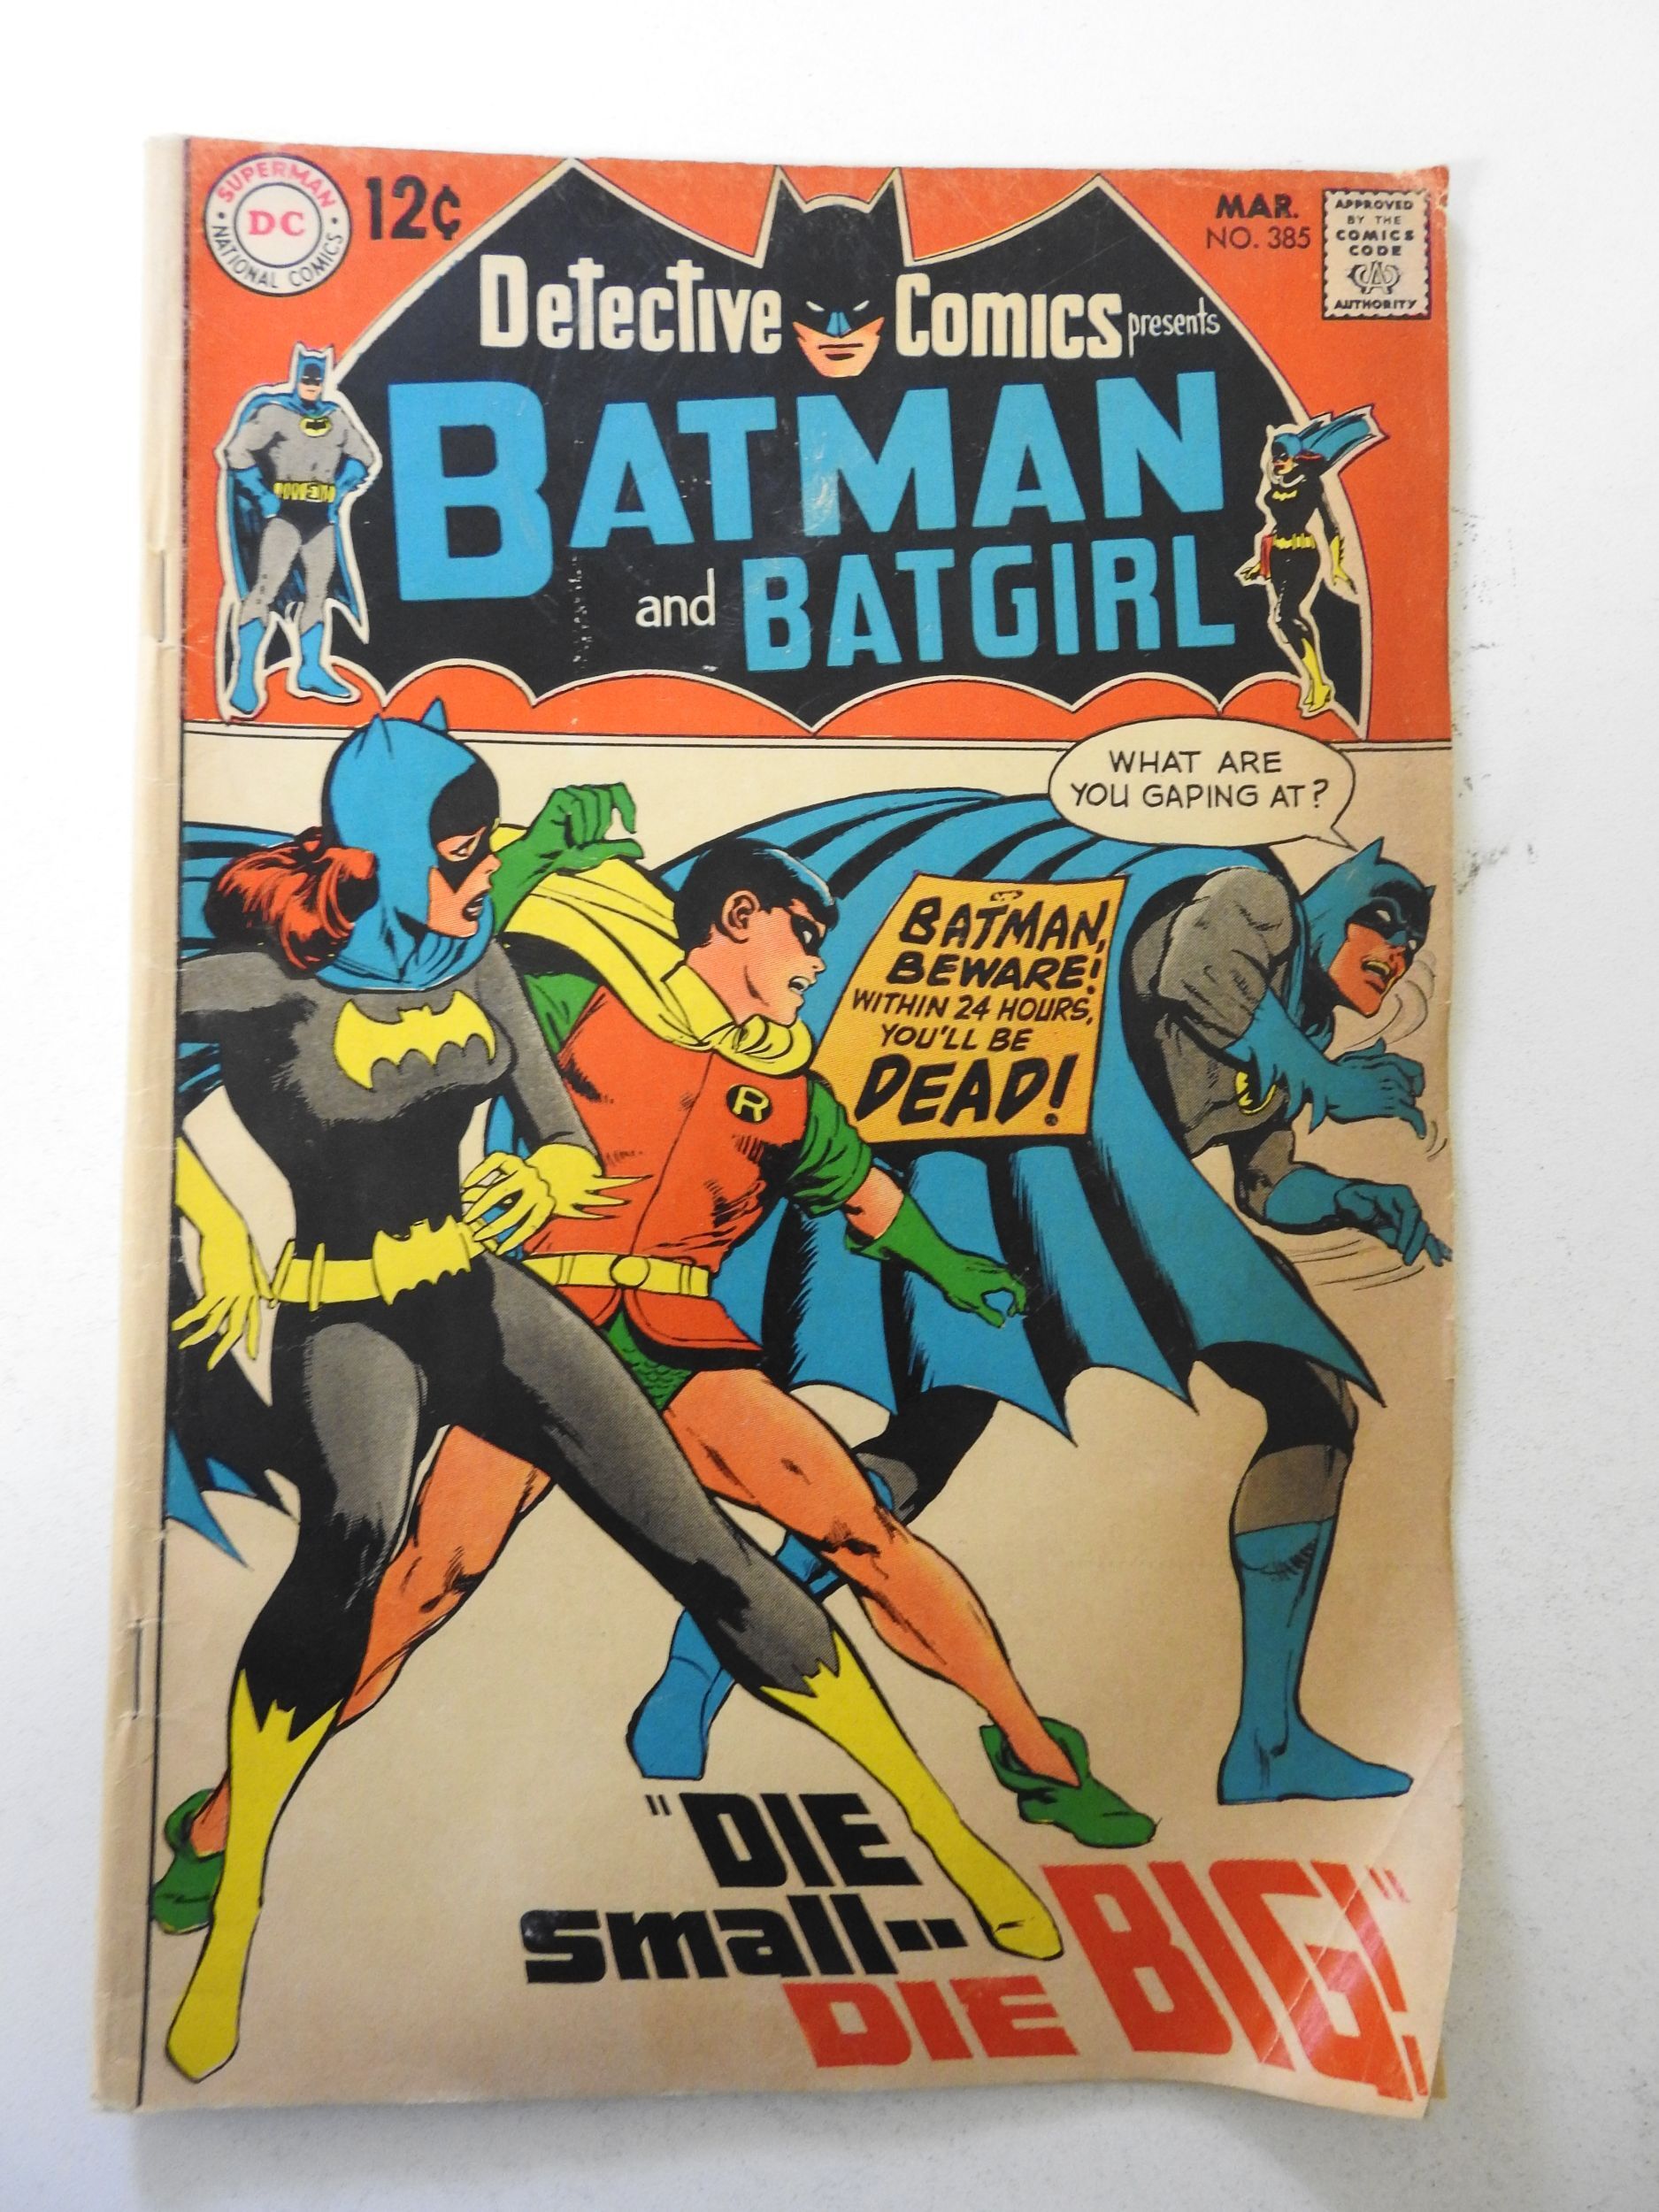 SUPERMAN
DC
NATIONAL COMICS
12¢
MAR.
NO. 385
APPROVED
BY THE
COMICS
CODE
CA
AUTHORITY
Detective Comics presents
BATMAN
and BATGIRL
WHAT ARE
YOU GAPING AT?
BATMAN,
BEWARE!
WITHIN 24 HOURS,
YOU'LL BE
DEAD!
R
"DIE
small--
DIE BIG!"